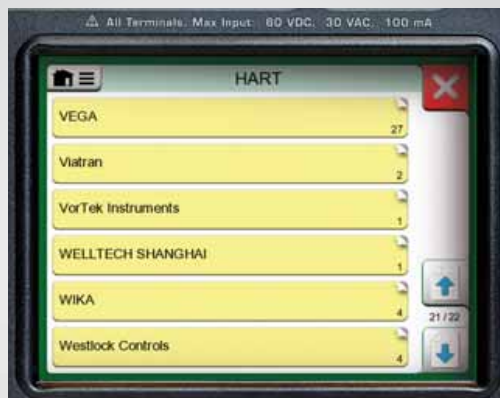 ⚠ All Terminals. Max Input: 60 VDC. 30 VAC. 100 mA
HART
VEGA
27
Viatran
2
VorTek Instruments
1
WELLTECH SHANGHAI
1
WIKA
4
21/22
Westlock Controls
4